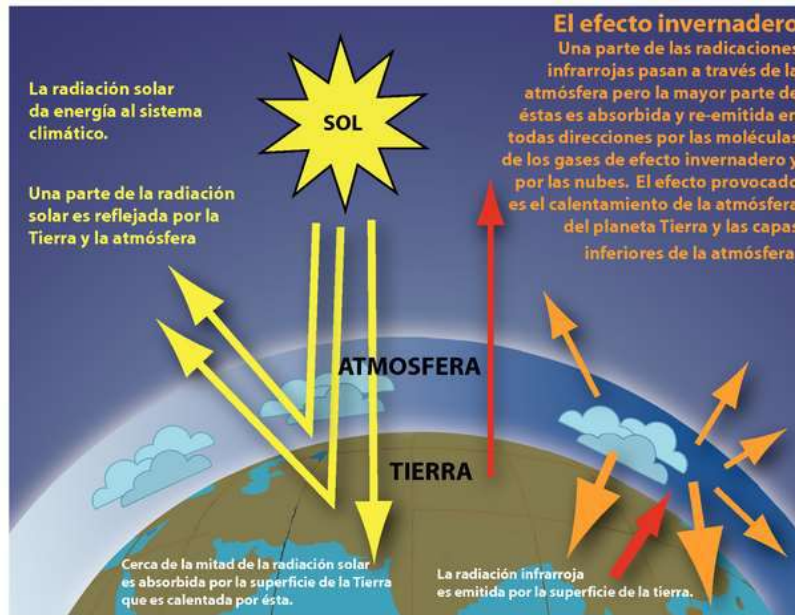 El efecto invernadero
Una parte de las radicaciones
infrarrojas pasan a través de la
atmósfera pero la mayor parte de
éstas es absorbida y re-emitida en
todas direcciones por las moléculas
de los gases de efecto invernadero y
por las nubes. El efecto provocado
es el calentamiento de la atmósfera
del planeta Tierra y las capas
inferiores de la atmósfera
La radiación solar
da energía al sistema
climático.
SOL
Una parte de la radiación
solar es reflejada por la
Tierra y la atmósfera
ATMOSFERA
TIERRA
Cerca de la mitad de la radiación solar
es absorbida por la superficie de la Tierra
que es calentada por ésta.
La radiación infrarroja
es emitida por la superficie de la tierra.